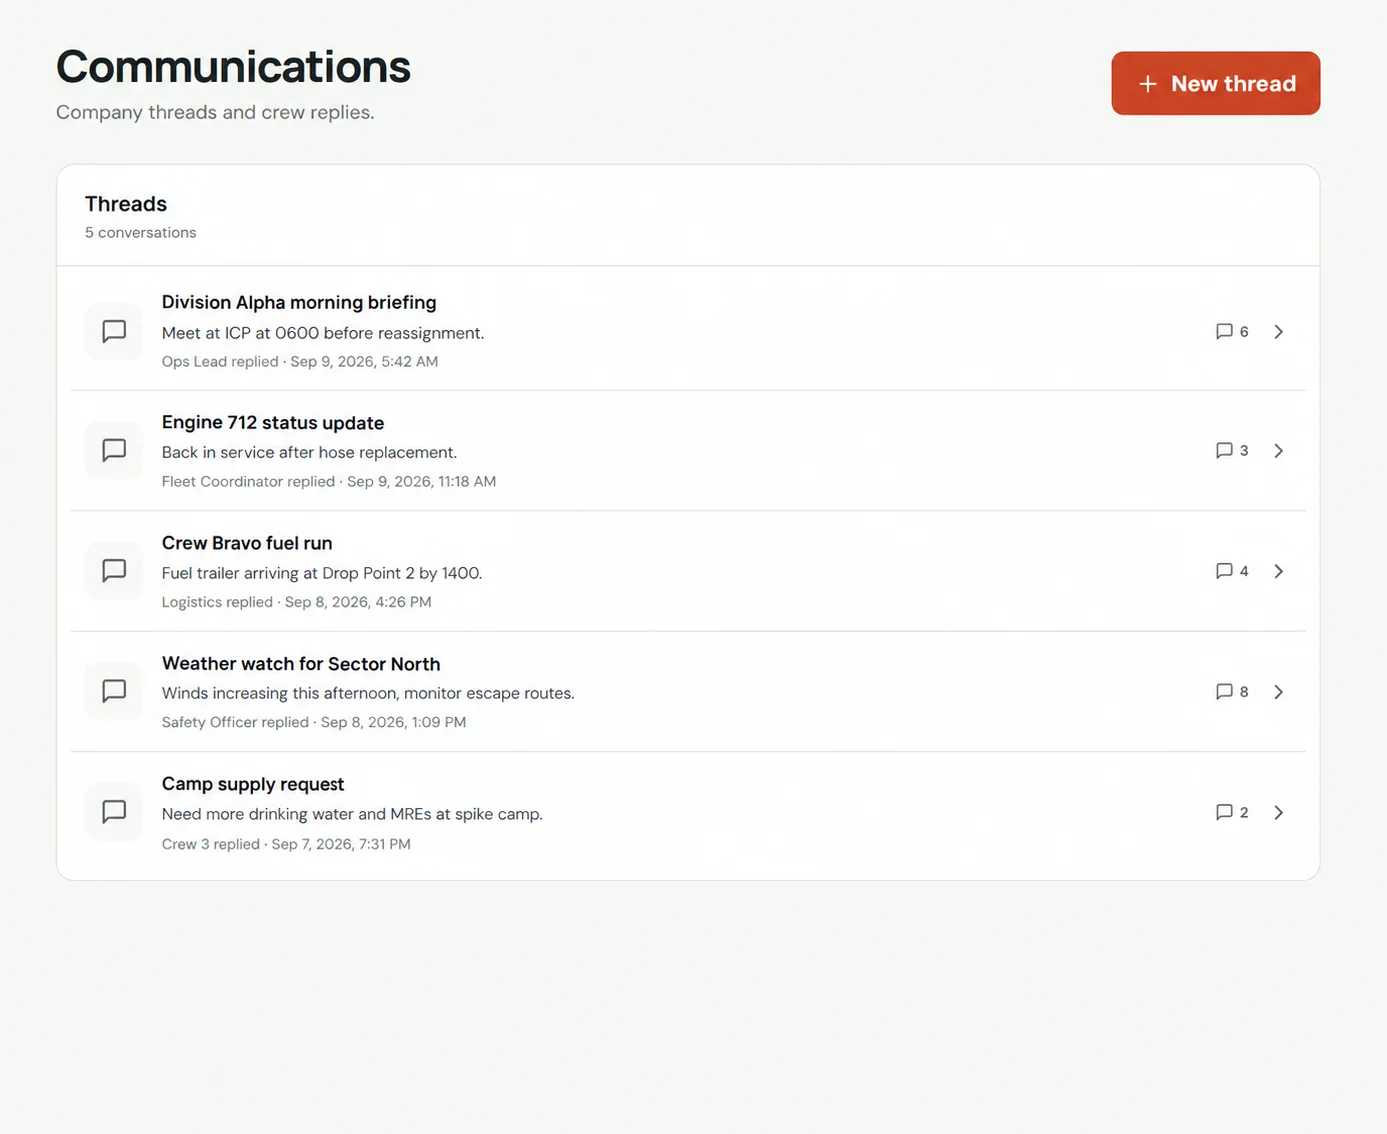 Communications
Company threads and crew replies.
+ New thread
Threads
5 conversations
Division Alpha morning briefing
Meet at ICP at 0600 before reassignment.
Ops Lead replied · Sep 9, 2026, 5:42 AM
6
Engine 712 status update
Back in service after hose replacement.
Fleet Coordinator replied · Sep 9, 2026, 11:18 AM
3
Crew Bravo fuel run
Fuel trailer arriving at Drop Point 2 by 1400.
Logistics replied · Sep 8, 2026, 4:26 PM
4
Weather watch for Sector North
Winds increasing this afternoon, monitor escape routes.
Safety Officer replied · Sep 8, 2026, 1:09 PM
8
Camp supply request
Need more drinking water and MREs at spike camp.
Crew 3 replied · Sep 7, 2026, 7:31 PM
2